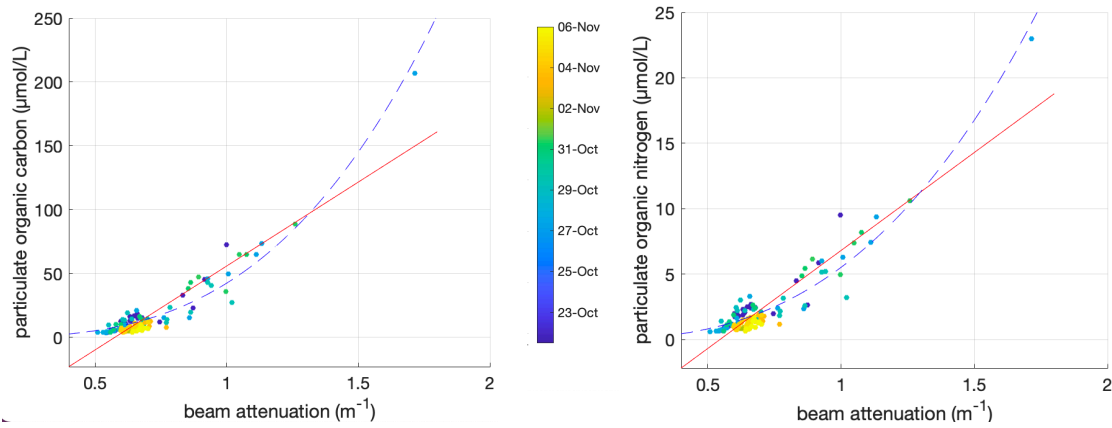 250
200
150
100
50
0
0.5 1 1.5 2
particulate organic carbon (µmol/L)
beam attenuation (m⁻¹)
06-Nov
04-Nov
02-Nov
31-Oct
29-Oct
27-Oct
25-Oct
23-Oct
25
20
15
10
5
0
0.5 1 1.5 2
particulate organic nitrogen (µmol/L)
beam attenuation (m⁻¹)